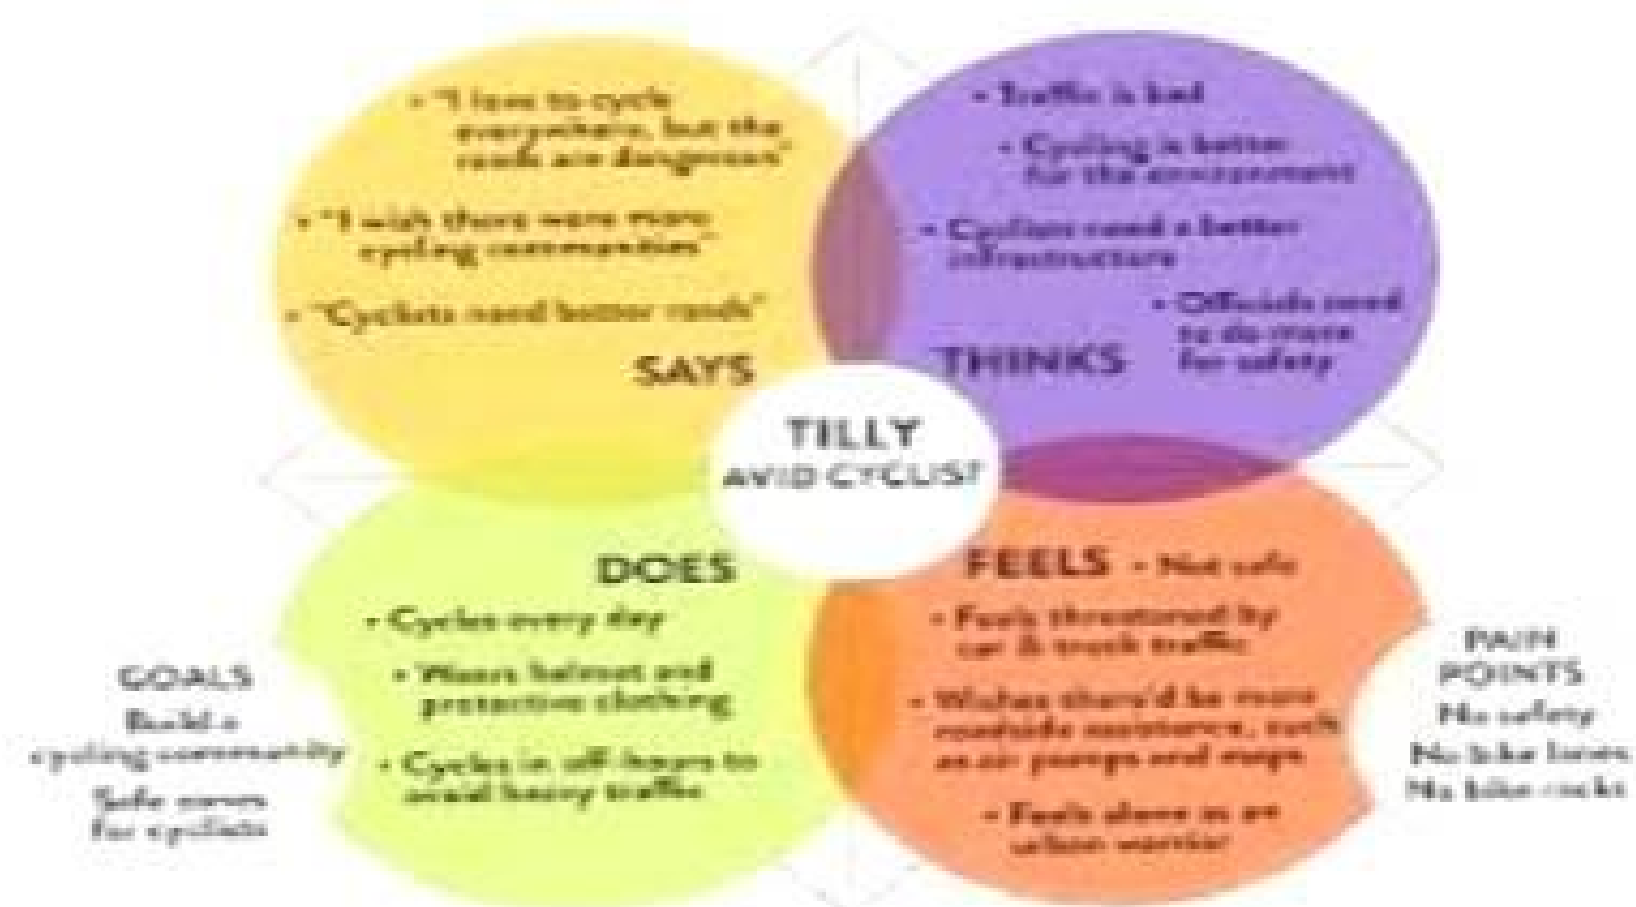 • "I love to cycle
everywhere, but the
roads are dangerous"
• "I wish there were more
cycling communities"
• "Cyclists need better roads"
SAYS
• Traffic is bad
• Cycling is better
for the environment
• Cyclists need a better
infrastructure
• Officials need
to do more
for safety
THINKS
TILLY
AVID CYCLIST
DOES
• Cycles every day
• Wears helmet and
protective clothing
• Cycles in off-hours to
avoid heavy traffic
FEELS
• Not safe
• Feels threatened by
car & truck traffic
• Wishes there'd be more
roadside assistance, such
as air pumps and maps
• Feels alone as an
urban warrior
GOALS
Build a
cycling community
Safe
for cyclists
PAIN
POINTS
No safety
No bike lanes
No bike racks